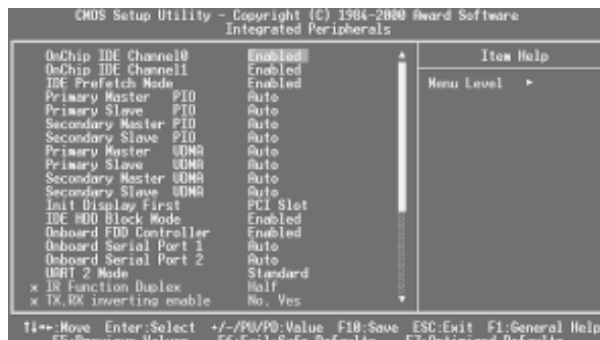 CMOS Setup Utility - Copyright (C) 1984-2000 Award Software
Integrated Peripherals
OnChip IDE Channel0 Enabled
OnChip IDE Channel1 Enabled
IDE Prefetch Mode Enabled
Primary Master PIO Auto
Primary Slave PIO Auto
Secondary Master PIO Auto
Secondary Slave PIO Auto
Primary Master UDMA Auto
Primary Slave UDMA Auto
Secondary Master UDMA Auto
Secondary Slave UDMA Auto
Init Display First PCI Slot
IDE HDD Block Mode Enabled
Onboard FDD Controller Enabled
Onboard Serial Port 1 Auto
Onboard Serial Port 2 Auto
UART 2 Mode Standard
x IR Function Duplex Half
x TX,RX inverting enable No, Yes
Item Help
Menu Level ►
↑↓→←:Move Enter:Select +/-/PU/PD:Value F10:Save ESC:Exit F1:General Help
F5:Previous Values F6:Fail-Safe Defaults F7:Optimized Defaults